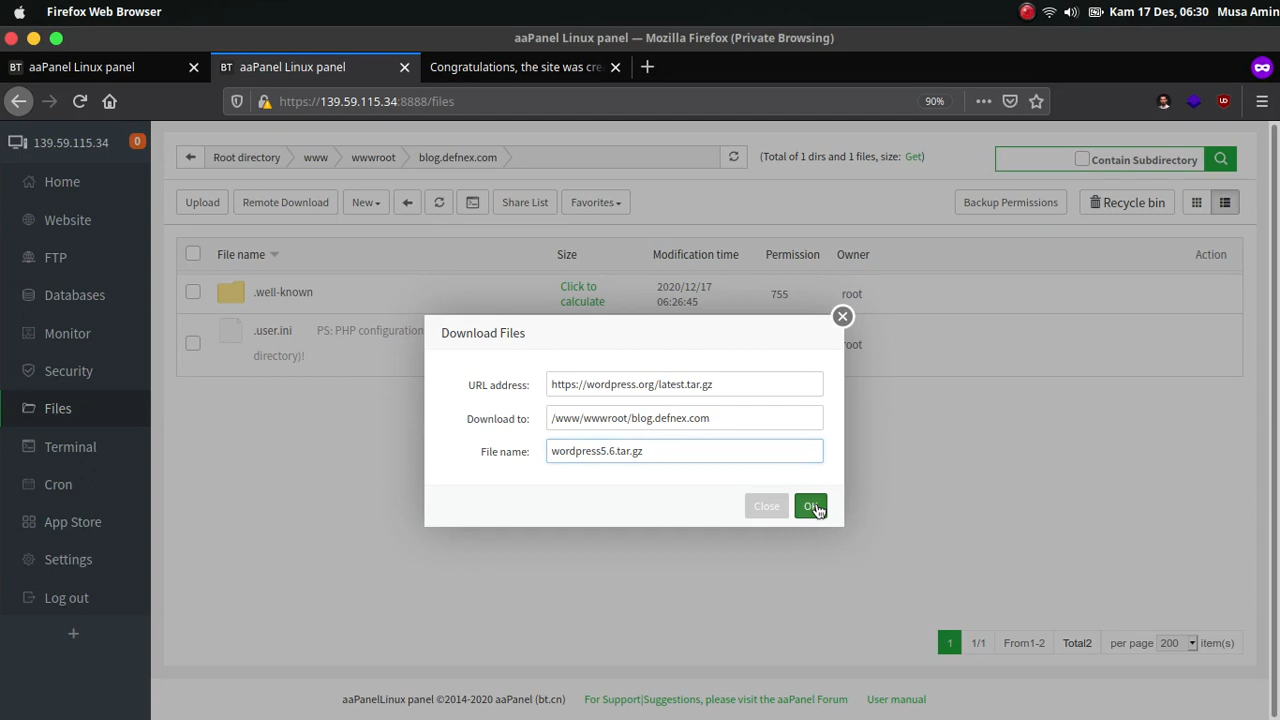 Firefox Web Browser
Kam 17 Des, 06:30 Musa Amin
aaPanel Linux panel — Mozilla Firefox (Private Browsing)
BT aaPanel Linux panel
BT aaPanel Linux panel
Congratulations, the site was cre
https://139.59.115.34:8888/files
90%
139.59.115.34
0
Home
Website
FTP
Databases
Monitor
Security
Files
Terminal
Cron
App Store
Settings
Log out
Root directory
www
wwwroot
blog.defnex.com
(Total of 1 dirs and 1 files, size: Get)
Contain Subdirectory
Upload
Remote Download
New
Share List
Favorites
Backup Permissions
Recycle bin
File name
Size
Modification time
Permission
Owner
Action
.well-known
Click to calculate
2020/12/17 06:26:45
755
root
.user.ini
PS: PHP configuration
directory)!
root
Download Files
URL address:
https://wordpress.org/latest.tar.gz
Download to:
/www/wwwroot/blog.defnex.com
File name:
wordpress5.6.tar.gz
Close
1
1/1
From1-2
Total2
per page
200
item(s)
aaPanelLinux panel ©2014-2020 aaPanel (bt.cn)
For Support|Suggestions, please visit the aaPanel Forum
User manual